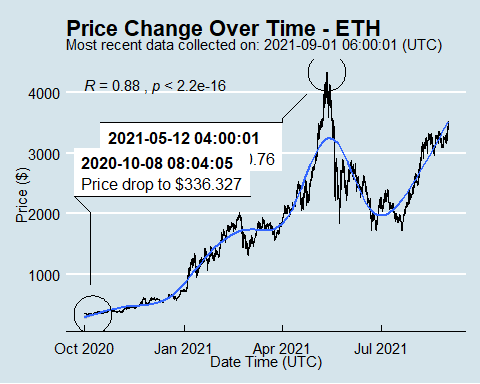 Price Change Over Time - ETH
Most recent data collected on: 2021-09-01 06:00:01 (UTC)
R = 0.88 , p < 2.2e-16
2021-05-12 04:00:01
0.76
2020-10-08 08:04:05
Price drop to $336.327
Price ($)
4000
3000
2000
1000
Oct 2020 Jan 2021 Apr 2021 Jul 2021
Date Time (UTC)